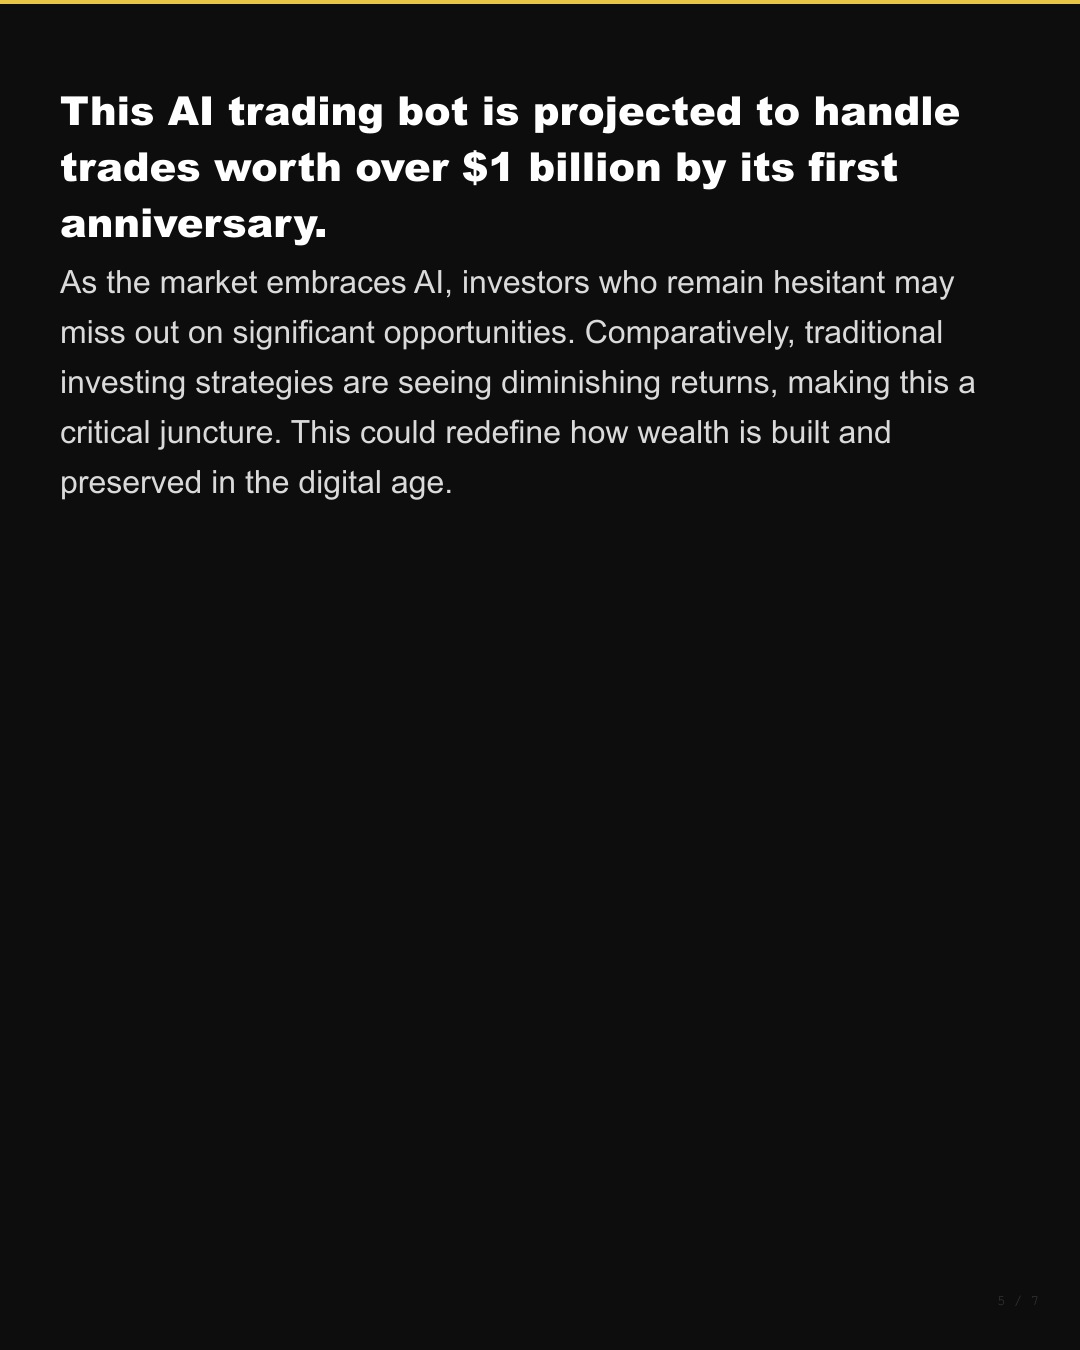 This AI trading bot is projected to handle
trades worth over $1 billion by its first
anniversary.
As the market embraces AI, investors who remain hesitant may
miss out on significant opportunities. Comparatively, traditional
investing strategies are seeing diminishing returns, making this a
critical juncture. This could redefine how wealth is built and
preserved in the digital age.
5 / 7